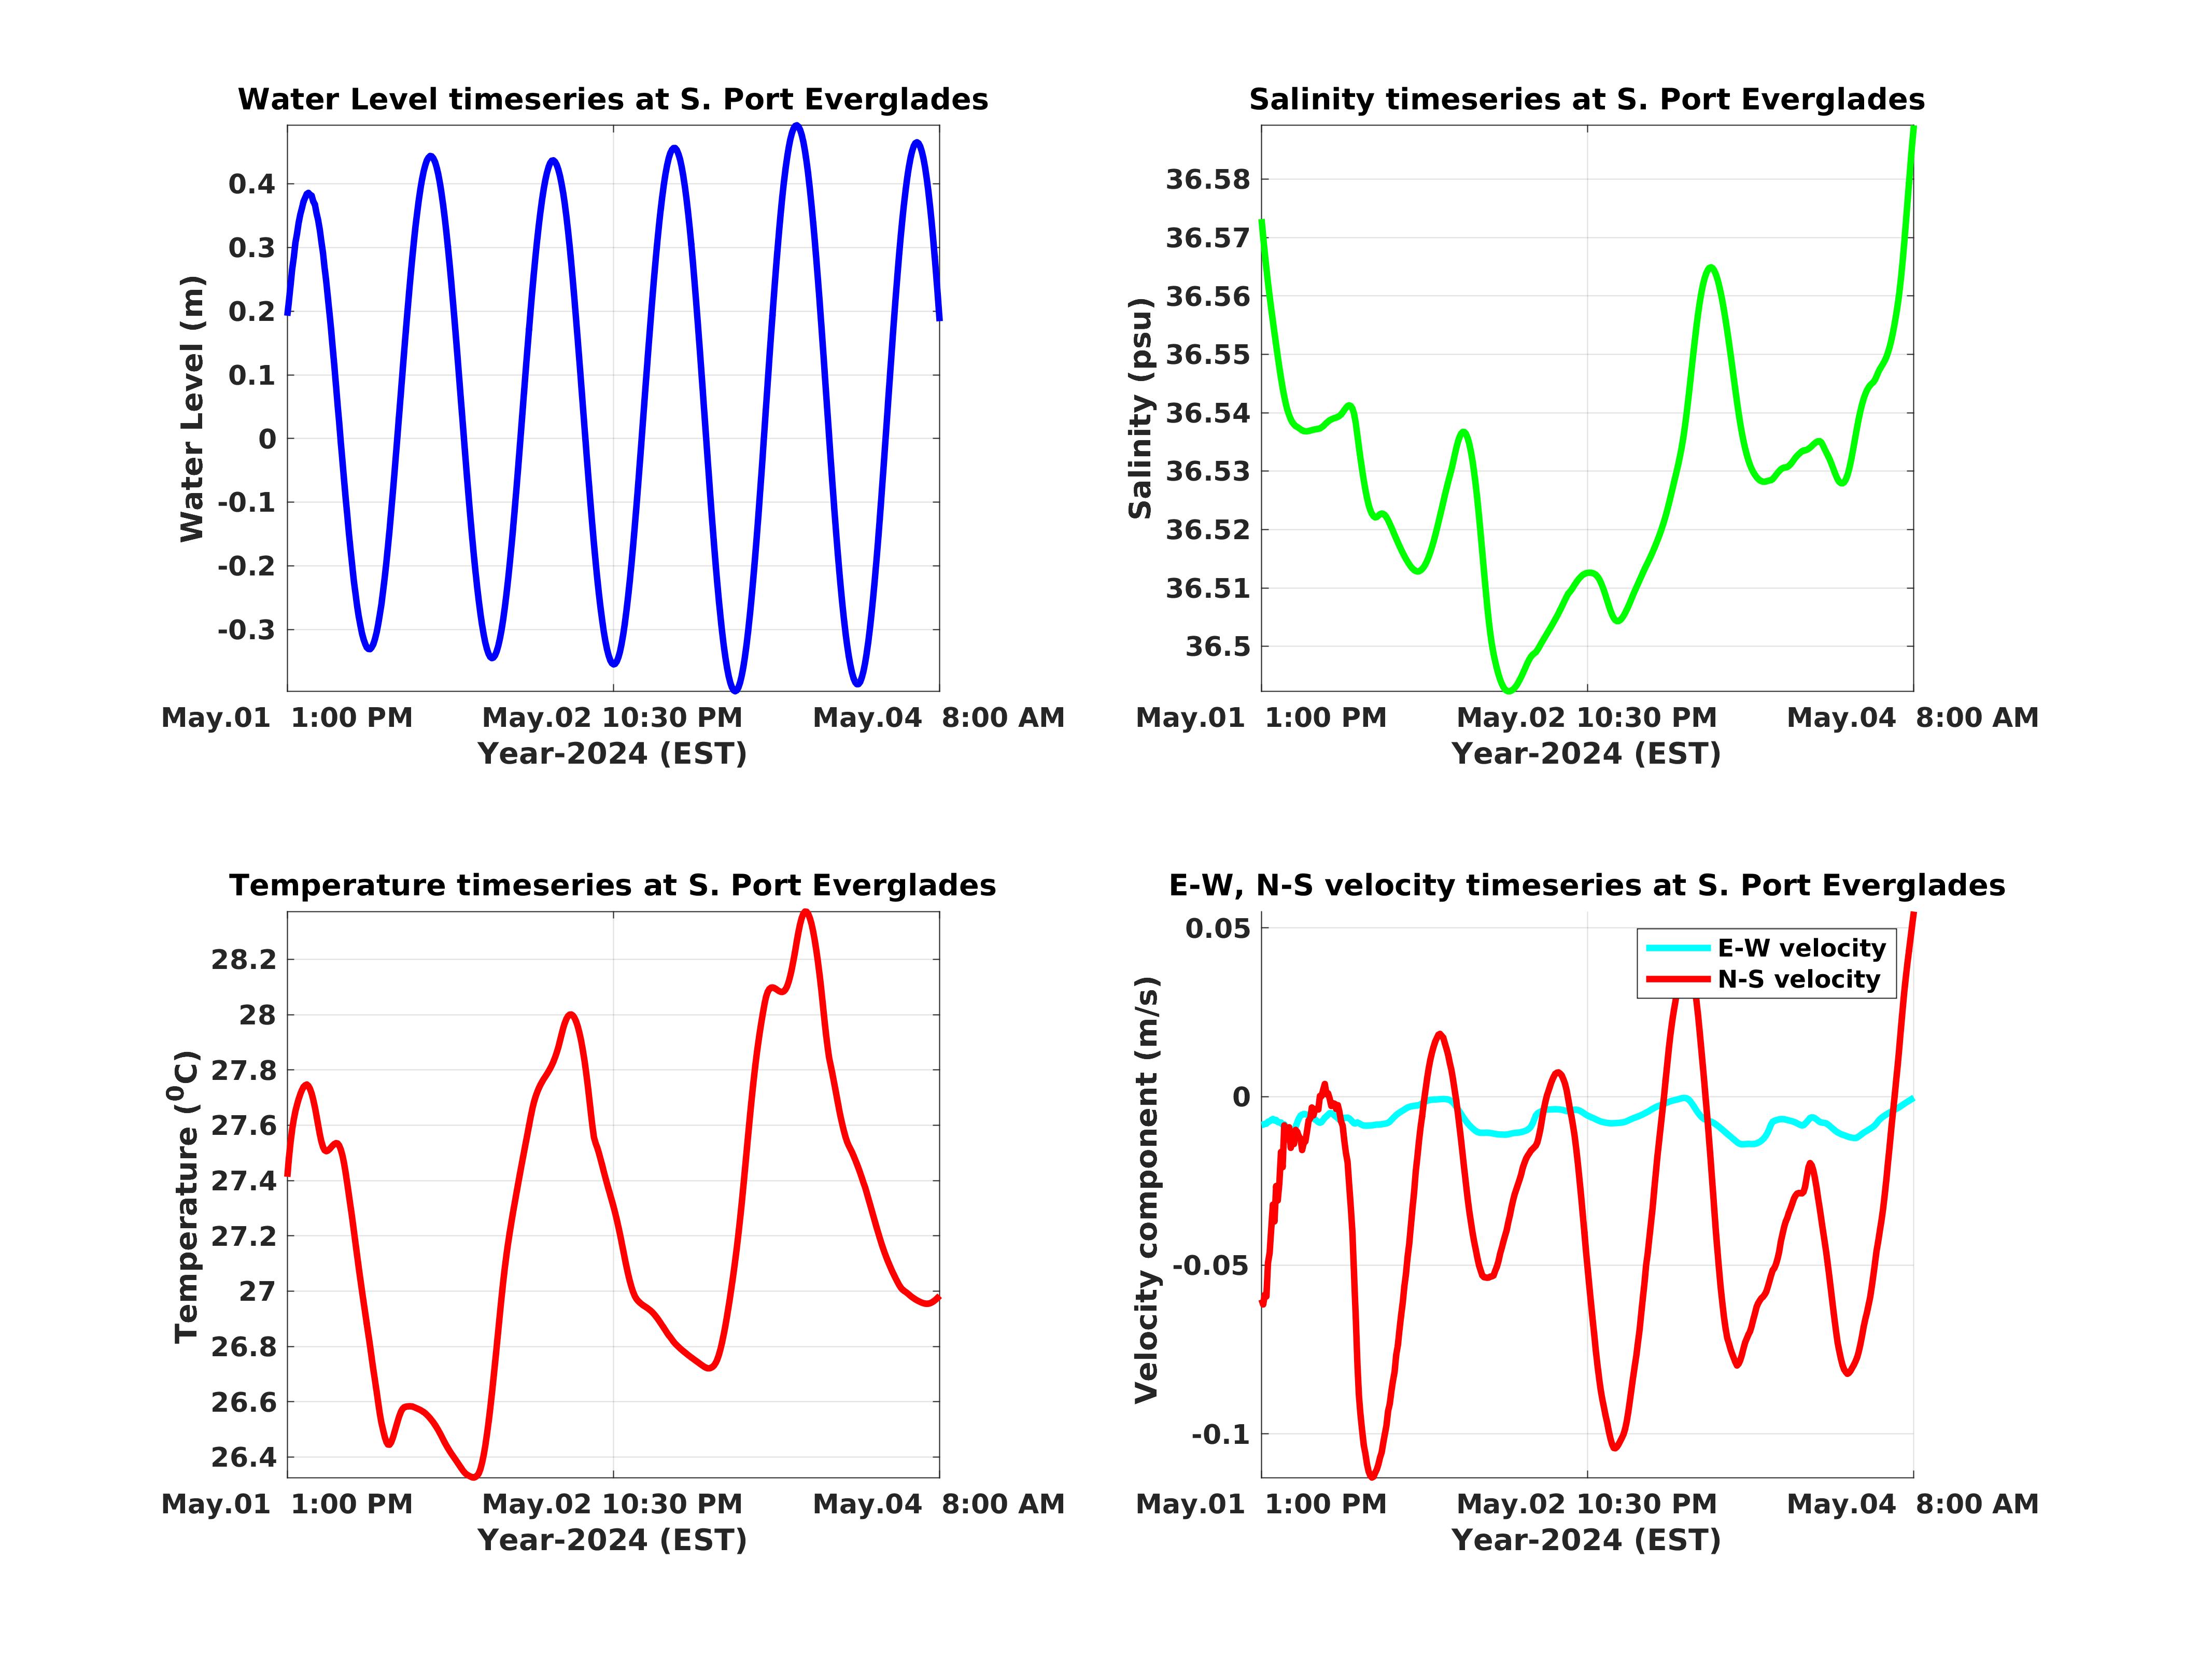 Water Level timeseries at S. Port Everglades
Water Level (m)
0.4
0.3
0.2
0.1
0
-0.1
-0.2
-0.3
May.01 1:00 PM
May.02 10:30 PM
May.04 8:00 AM
Year-2024 (EST)
Salinity timeseries at S. Port Everglades
Salinity (psu)
36.58
36.57
36.56
36.55
36.54
36.53
36.52
36.51
36.5
May.01 1:00 PM
May.02 10:30 PM
May.04 8:00 AM
Year-2024 (EST)
Temperature timeseries at S. Port Everglades
Temperature (⁰C)
28.2
28
27.8
27.6
27.4
27.2
27
26.8
26.6
26.4
May.01 1:00 PM
May.02 10:30 PM
May.04 8:00 AM
Year-2024 (EST)
E-W, N-S velocity timeseries at S. Port Everglades
Velocity component (m/s)
0.05
0
-0.05
-0.1
E-W velocity
N-S velocity
May.01 1:00 PM
May.02 10:30 PM
May.04 8:00 AM
Year-2024 (EST)